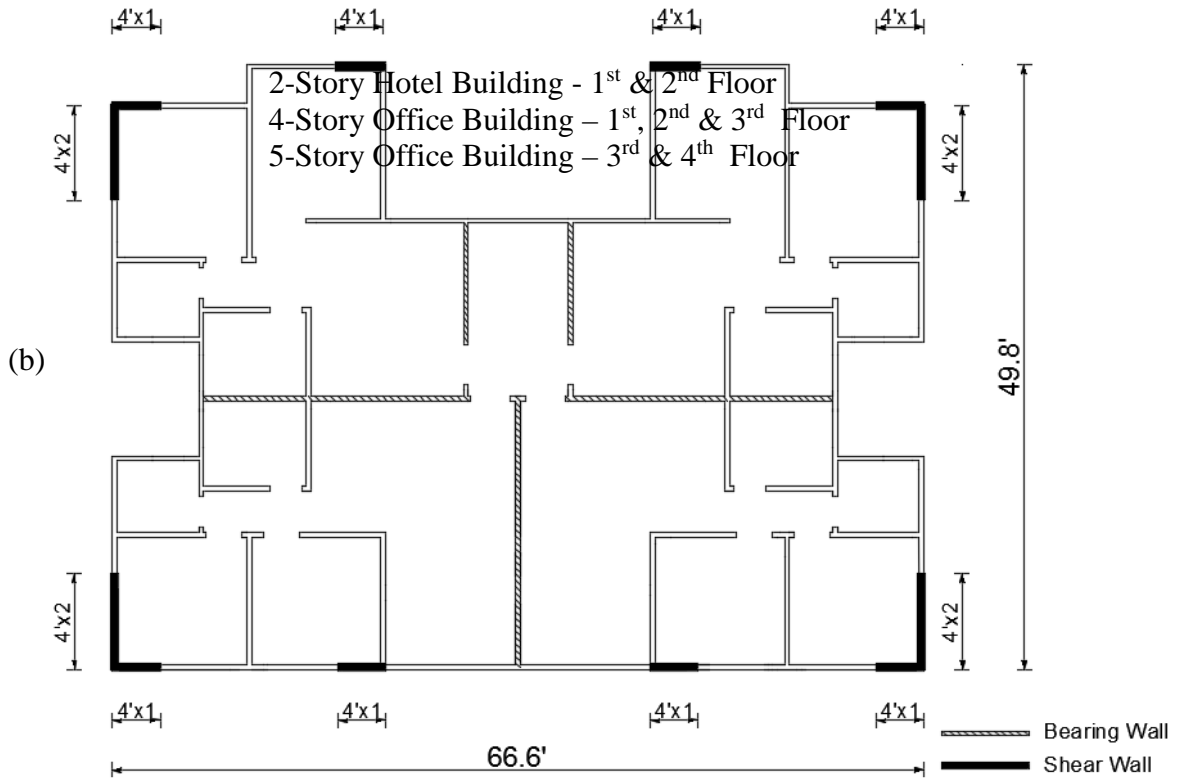 4'x1 4'x1 4'x1 4'x1
2-Story Hotel Building - 1st & 2nd Floor
4-Story Office Building – 1st, 2nd & 3rd Floor
5-Story Office Building – 3rd & 4th Floor
4'x2
4'x2
(b)
49.8'
4'x2
4'x2
4'x1 4'x1 4'x1 4'x1
66.6'
Bearing Wall
Shear Wall